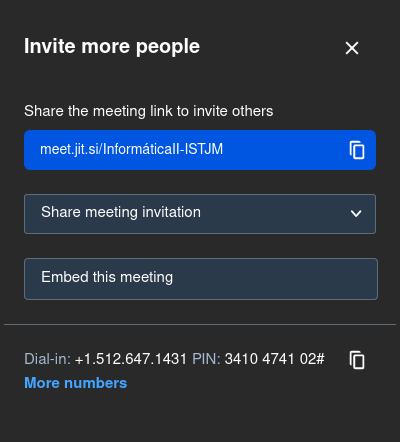 Invite more people
Share the meeting link to invite others
meet.jit.si/InformáticaII-ISTJM
Share meeting invitation
Embed this meeting
Dial-in: +1.512.647.1431 PIN: 3410 4741 02#
More numbers